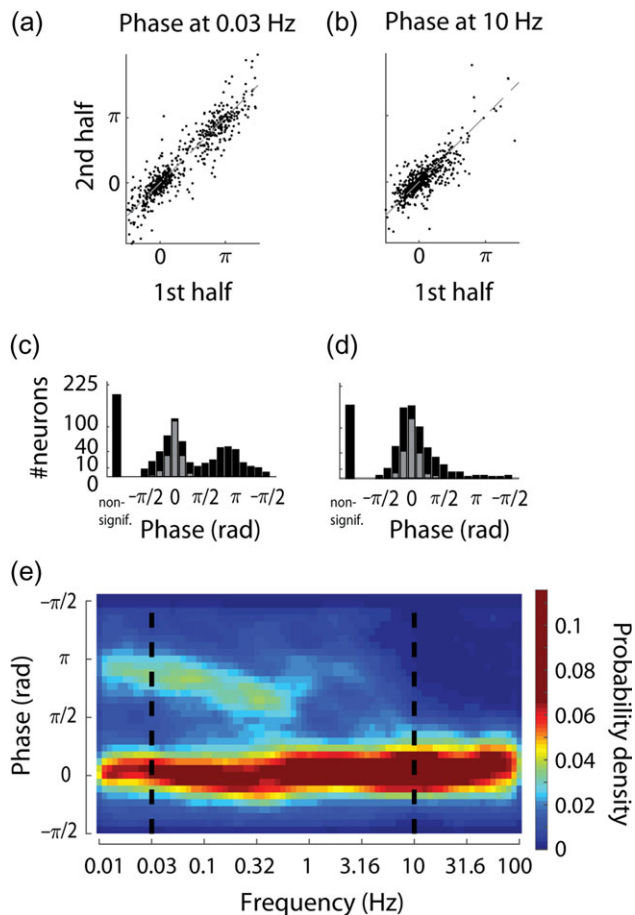 (a) Phase at 0.03 Hz
(b) Phase at 10 Hz
2nd half
π
0
0 π
1st half
0 π
1st half
(c)
(d)
#neurons
225
100
40
10
0
non-
signif.
−π/2 0 π/2 π −π/2
Phase (rad)
non-
signif.
−π/2 0 π/2 π −π/2
Phase (rad)
(e)
Phase (rad)
−π/2
π
π/2
0
−π/2
0.01 0.03 0.1 0.32 1 3.16 10 31.6 100
Frequency (Hz)
0.1
0.08
0.06
0.04
0.02
0
Probability density